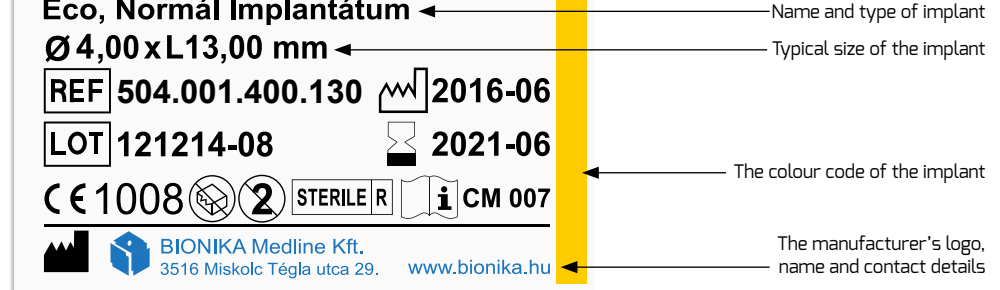 Eco, Normál Implantátum
Name and type of implant
Ø 4,00 x L13,00 mm
Typical size of the implant
REF 504.001.400.130 2016-06
LOT 121214-08 2021-06
The colour code of the implant
CE 1008 2 STERILE R i CM 007
BIONIKA Medline Kft.
3516 Miskolc Tégla utca 29. www.bionika.hu
The manufacturer's logo,
name and contact details